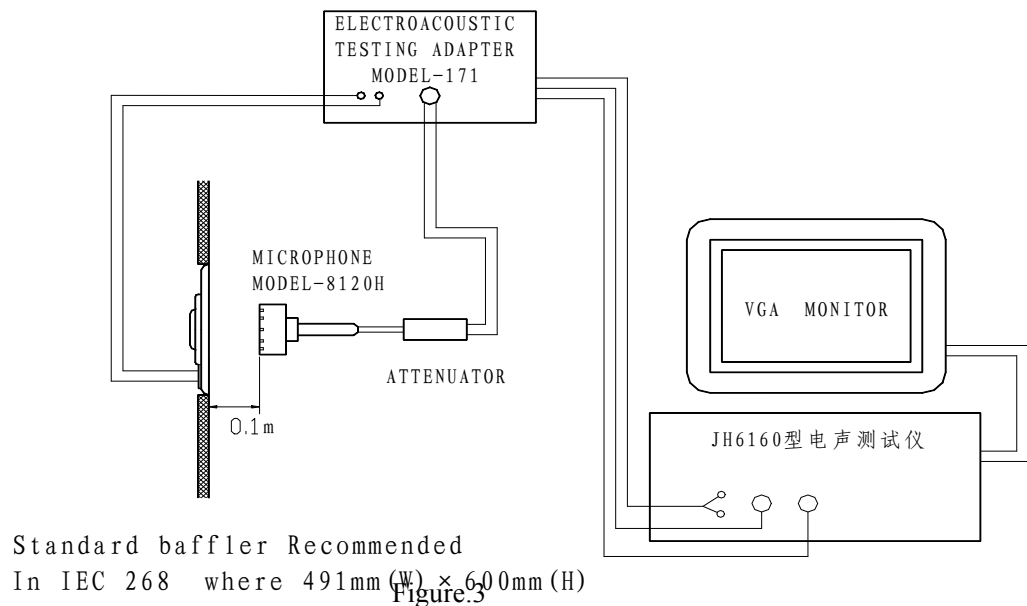 ELECTROACOUSTIC
TESTING ADAPTER
MODEL-171
MICROPHONE
MODEL-8120H
VGA MONITOR
ATTENUATOR
0.1m
JH6160型电声测试仪
Standard baffler Recommended
In IEC 268 where 491mm(W)×600mm(H)
Figure.3